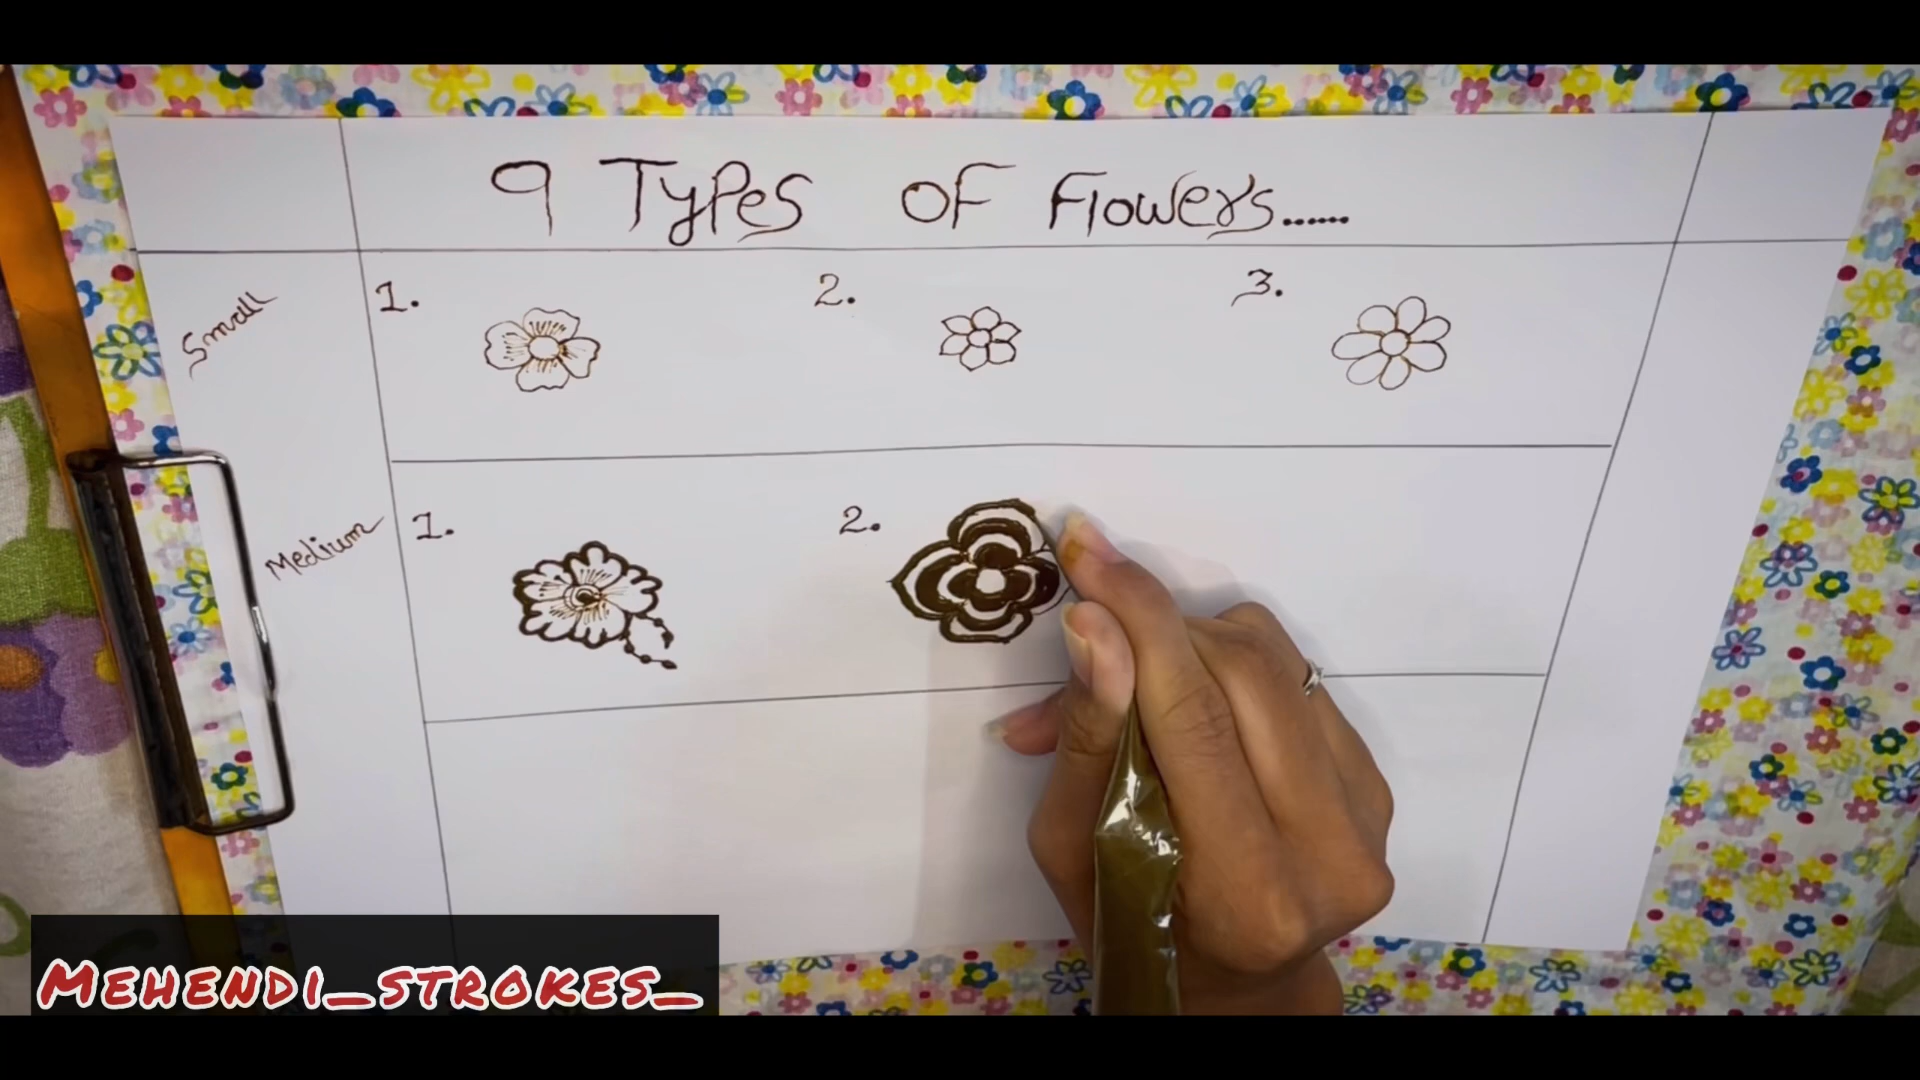 9 Types of Flowers......
Small
1.
2.
3.
Medium
1.
2.
MEHENDI_STROKES_